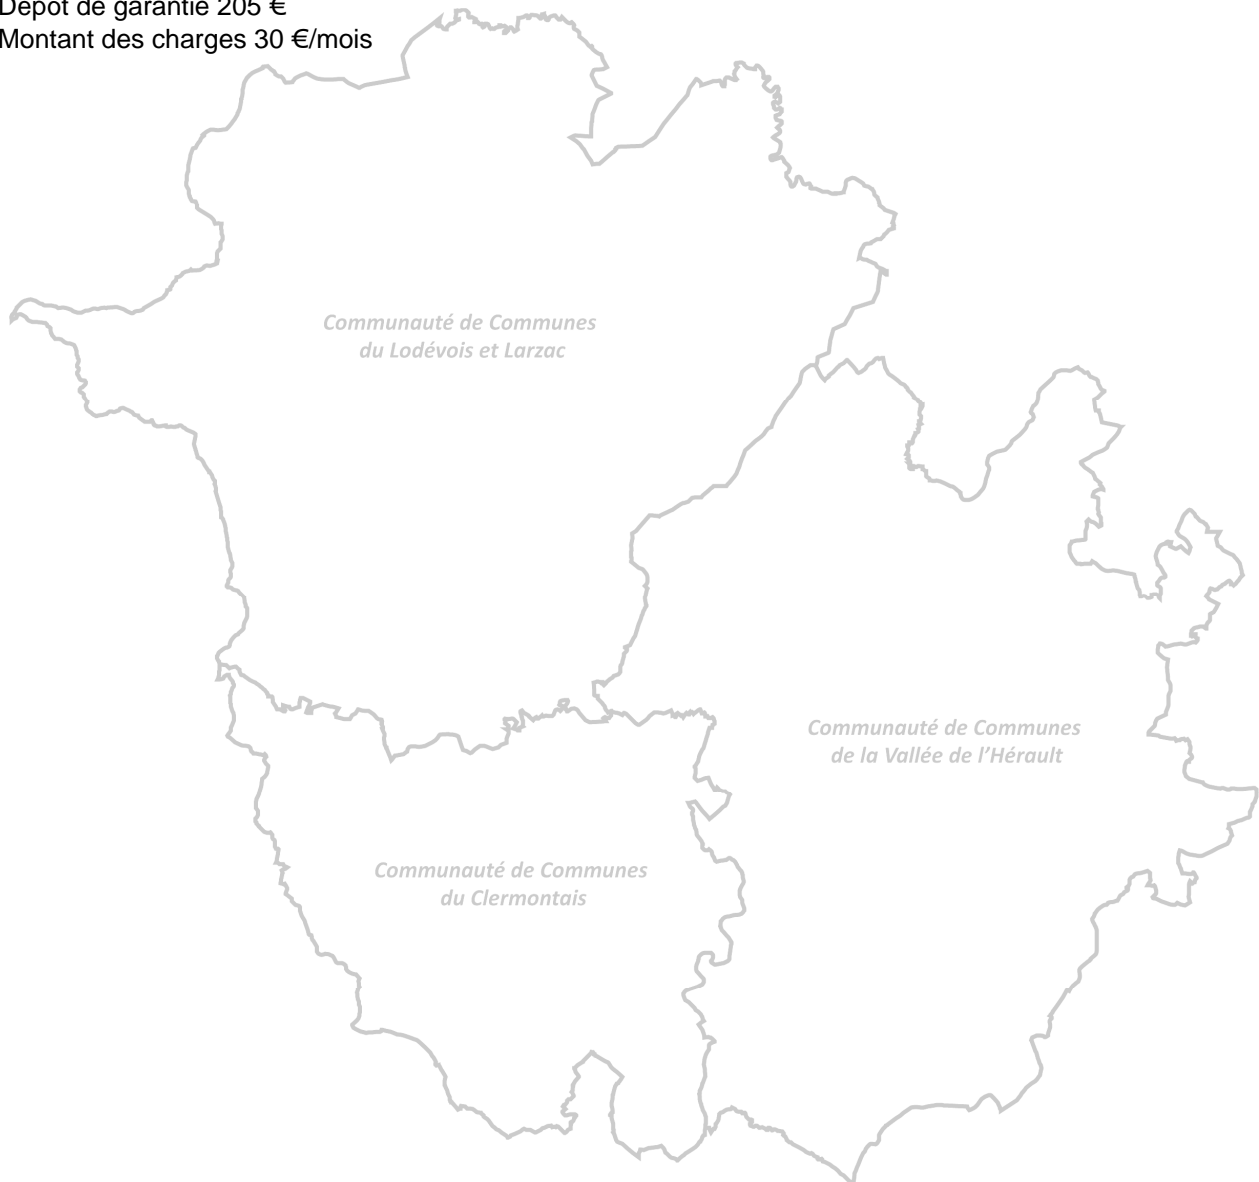 Dépôt de garantie 205 €
Montant des charges 30 €/mois
Communauté de Communes
du Lodévois et Larzac
Communauté de Communes
de la Vallée de l’Hérault
Communauté de Communes
du Clermontais